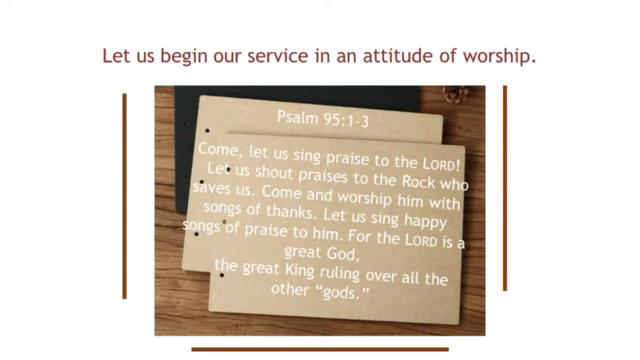 Let us begin our service in an attitude of worship.
Psalm 95:1-3
Come, let us sing praise to the LORD!
Let us shout praises to the Rock who
saves us. Come and worship him with
songs of thanks. Let us sing happy
songs of praise to him. For the LORD is a
great God,
the great King ruling over all the
other “gods.”